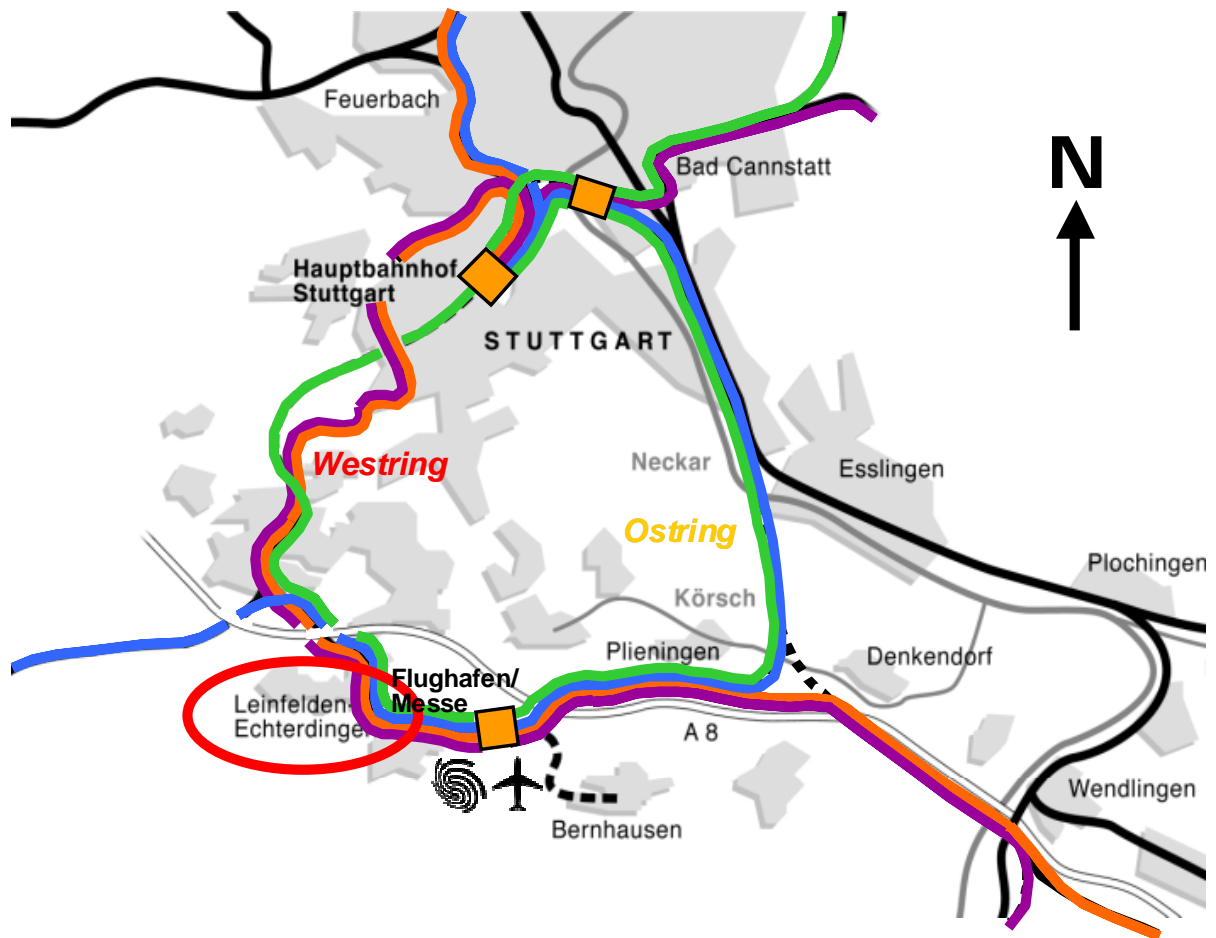 Feuerbach
N
Bad Cannstatt
Hauptbahnhof
Stuttgart
STUTTGART
Westring
Neckar
Esslingen
Ostring
Plochingen
Körsch
Plieningen
Denkendorf
Flughafen/
Messe
Leinfelden-
Echterdingen
A 8
Wendlingen
Bernhausen